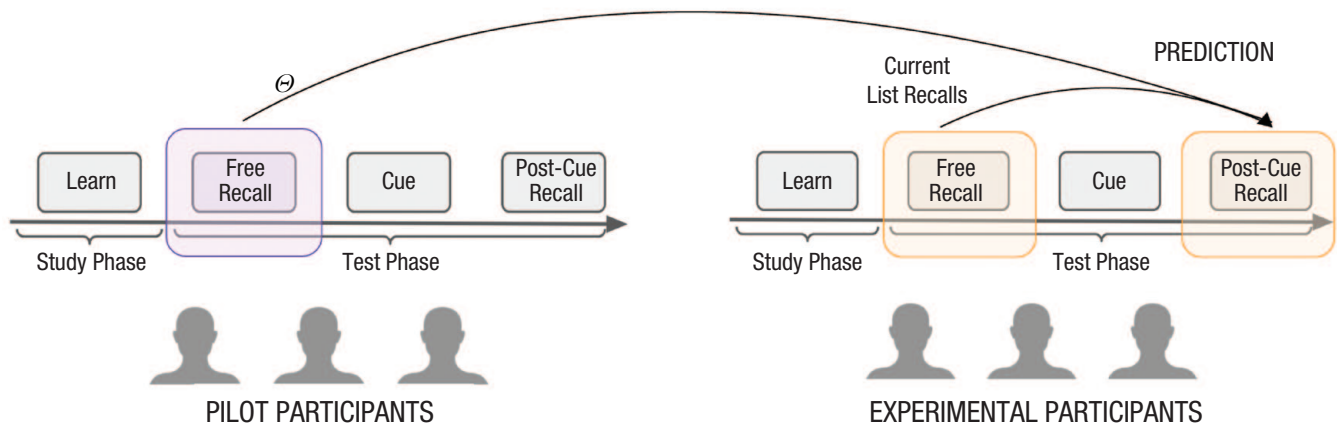 Θ
PREDICTION
Current
List Recalls
Learn
Free
Recall
Cue
Post-Cue
Recall
Study Phase
Test Phase
PILOT PARTICIPANTS
Learn
Free
Recall
Cue
Post-Cue
Recall
Study Phase
Test Phase
EXPERIMENTAL PARTICIPANTS